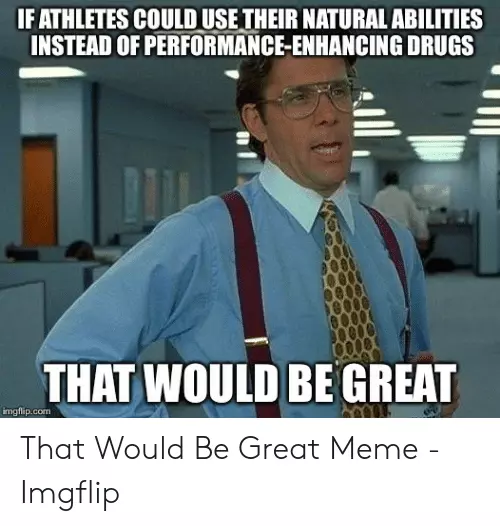 IF ATHLETES COULD USE THEIR NATURAL ABILITIES
INSTEAD OF PERFORMANCE-ENHANCING DRUGS
THAT WOULD BE GREAT
imgflip.com
That Would Be Great Meme -
Imgflip